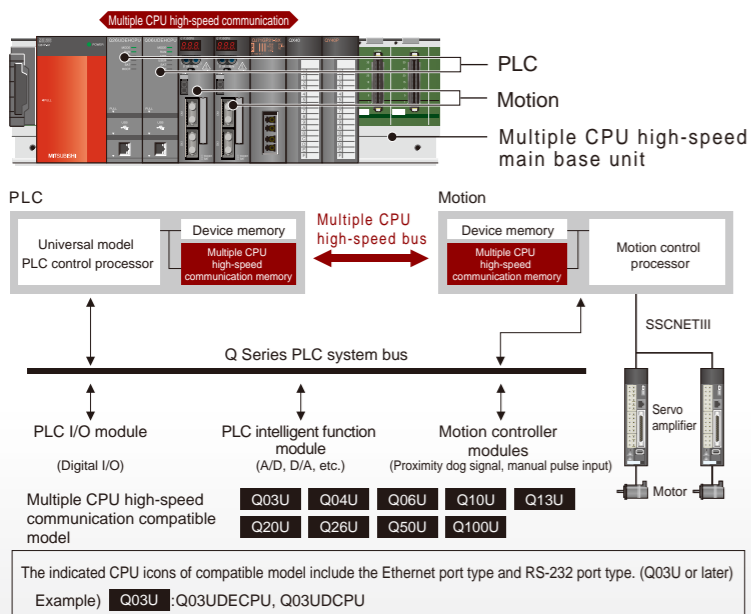 Multiple CPU high-speed communication
MITSUBISHI
PLC
Motion
Multiple CPU high-speed
main base unit
PLC
Motion
Universal model
PLC control processor
Device memory
Multiple CPU
high-speed
communication memory
Multiple CPU
high-speed bus
Device memory
Multiple CPU
high-speed
communication memory
Motion control
processor
SSCNETIII
Q Series PLC system bus
PLC I/O module
(Digital I/O)
PLC intelligent function
module
(A/D, D/A, etc.)
Motion controller
modules
(Proximity dog signal, manual pulse input)
Servo
amplifier
Motor
Multiple CPU high-speed
communication compatible
model
Q03U Q04U Q06U Q10U Q13U
Q20U Q26U Q50U Q100U
The indicated CPU icons of compatible model include the Ethernet port type and RS-232 port type. (Q03U or later)
Example) Q03U :Q03UDECPU, Q03UDCPU